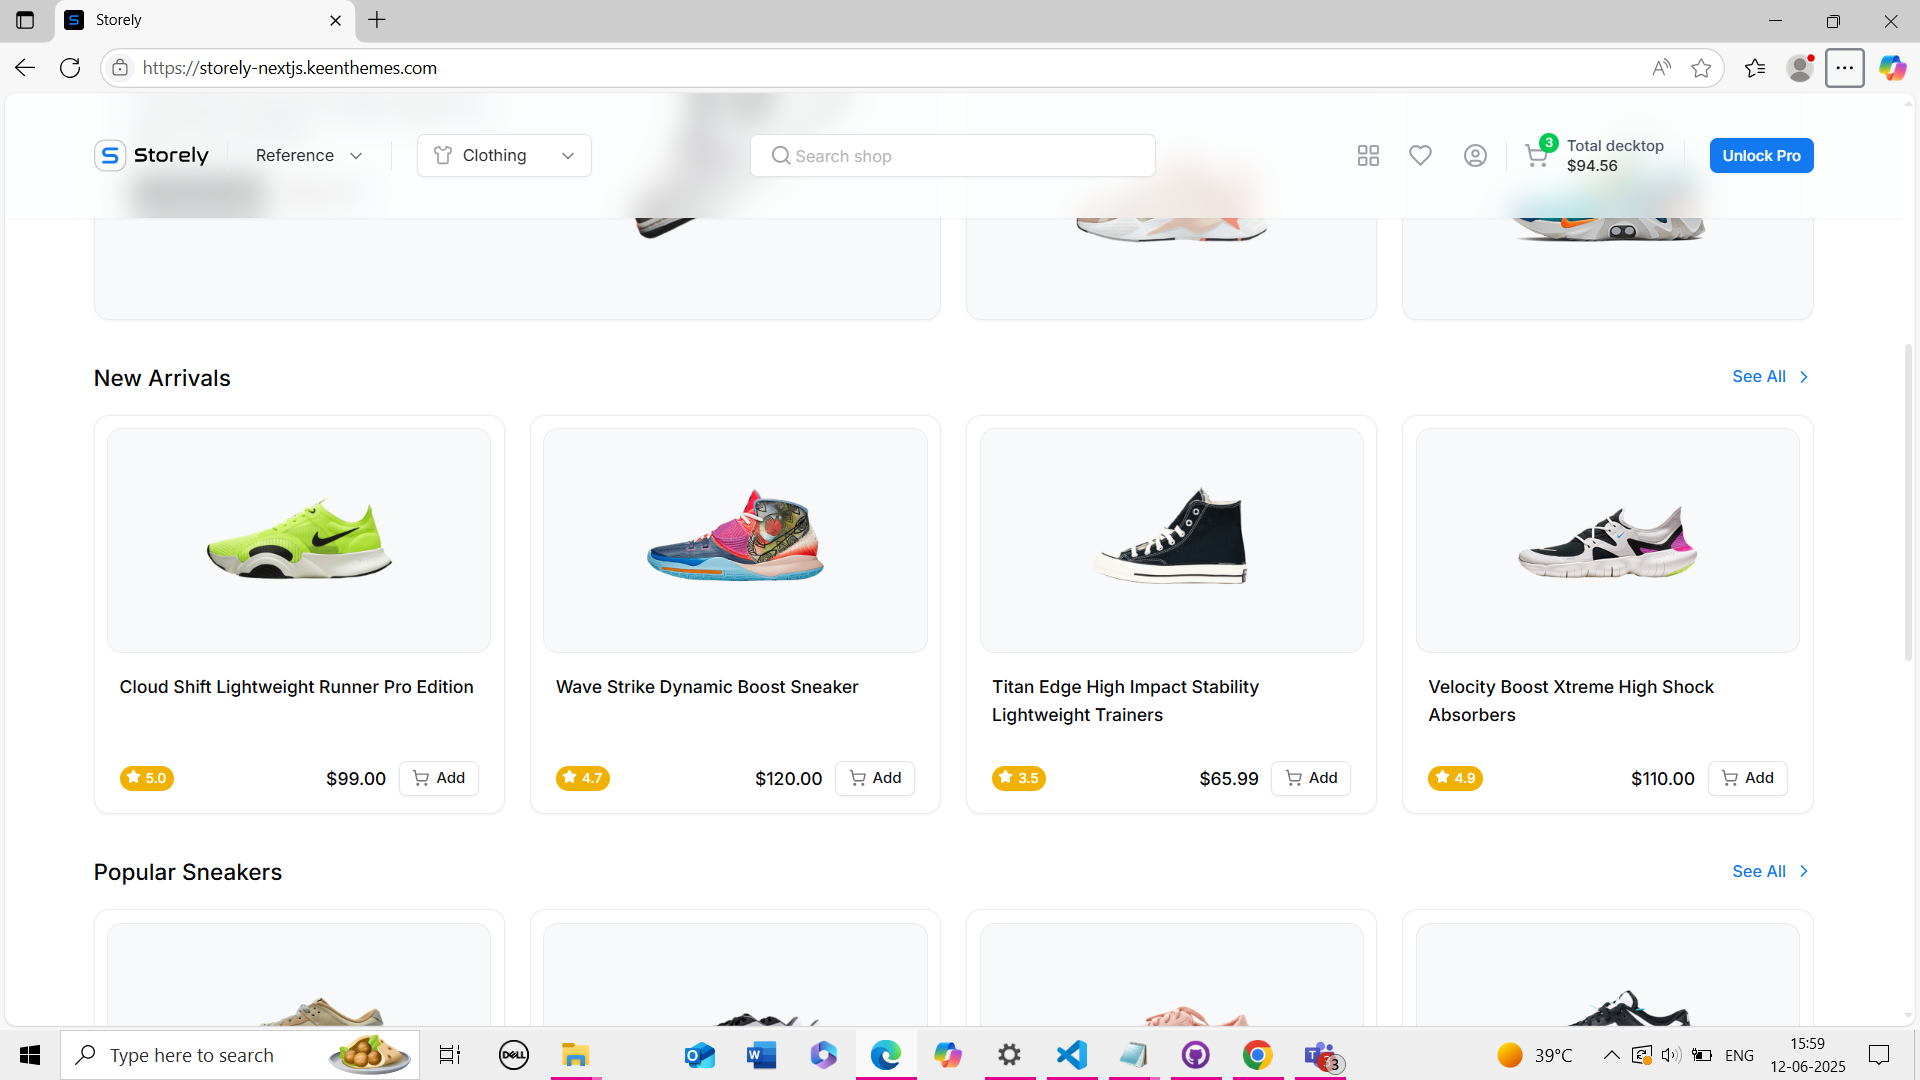 Storely
https://storely-nextjs.keenthemes.com
S Storely
Reference
Clothing
Search shop
3
Total decktop
$94.56
Unlock Pro
New Arrivals
See All
Cloud Shift Lightweight Runner Pro Edition
5.0
$99.00
Add
Wave Strike Dynamic Boost Sneaker
4.7
$120.00
Add
Titan Edge High Impact Stability
Lightweight Trainers
3.5
$65.99
Add
Velocity Boost Xtreme High Shock
Absorbers
4.9
$110.00
Add
Popular Sneakers
See All
Type here to search
DELL
W
T
3
39°C
ENG
15:59
12-06-2025